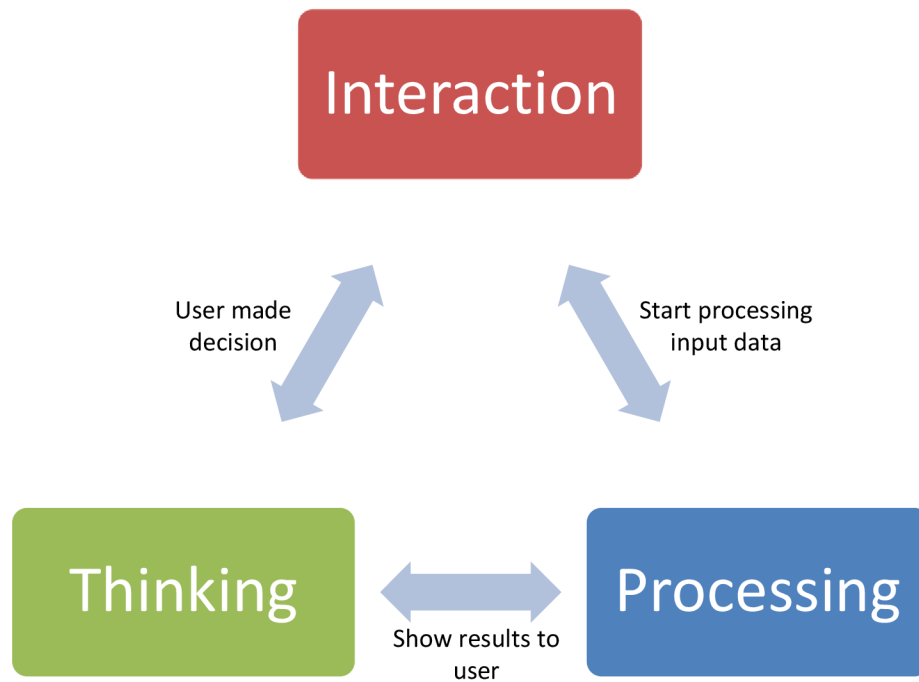 Interaction
User made
decision
Start processing
input data
Thinking
Processing
Show results to
user